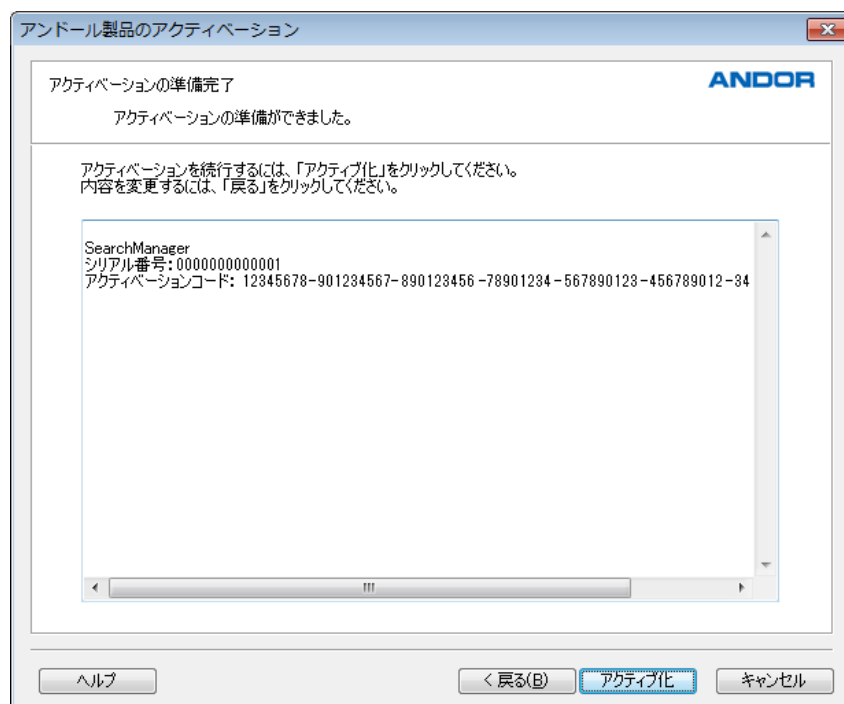 アンドール製品のアクティベーション
アクティベーションの準備完了
ANDOR
アクティベーションの準備ができました。
アクティベーションを続行するには、「アクティブ化」をクリックしてください。
内容を変更するには、「戻る」をクリックしてください。
SearchManager
シリアル番号:0000000000001
アクティベーションコード: 12345678-901234567-890123456-78901234-567890123-456789012-34
ヘルプ
< 戻る(B)
アクティブ化
キャンセル